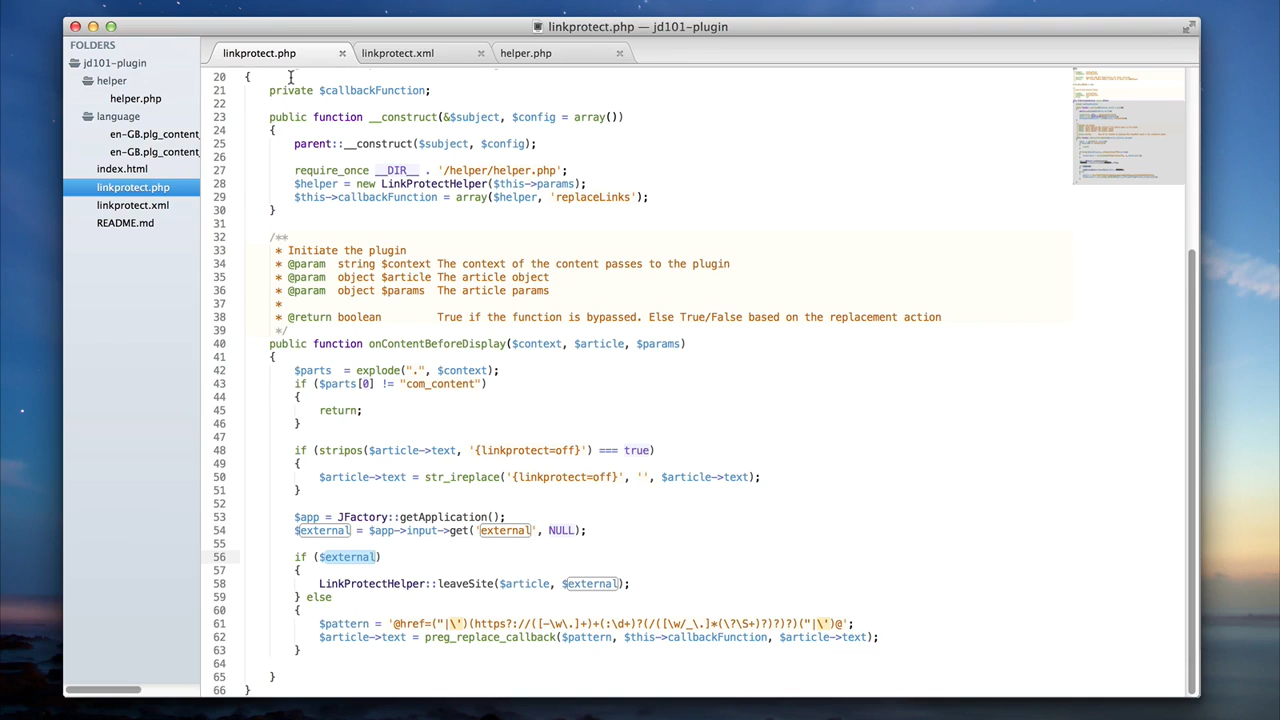 linkprotect.php — jd101-plugin
FOLDERS
jd101-plugin
helper
helper.php
language
en-GB.plg_content_
en-GB.plg_content_
index.html
linkprotect.php
linkprotect.xml
README.md
linkprotect.php
linkprotect.xml
helper.php
20 {
21 private $callbackFunction;
22
23 public function __construct(&$subject, $config = array())
24 {
25 parent::__construct($subject, $config);
26
27 require_once __DIR__ . '/helper/helper.php';
28 $helper = new LinkProtectHelper($this->params);
29 $this->callbackFunction = array($helper, 'replaceLinks');
30 }
31
32 /**
33 * Initiate the plugin
34 * @param string $context The context of the content passes to the plugin
35 * @param object $article The article object
36 * @param object $params The article params
37 *
38 * @return boolean True if the function is bypassed. Else True/False based on the replacement action
39 */
40 public function onContentBeforeDisplay($context, $article, $params)
41 {
42 $parts = explode(".", $context);
43 if ($parts[0] != "com_content")
44 {
45 return;
46 }
47
48 if (stripos($article->text, '{linkprotect=off}') === true)
49 {
50 $article->text = str_ireplace('{linkprotect=off}', '', $article->text);
51 }
52
53 $app = JFactory::getApplication();
54 $external = $app->input->get('external', NULL);
55
56 if ($external)
57 {
58 LinkProtectHelper::leaveSite($article, $external);
59 } else
60 {
61 $pattern = '@href=("|\')(https?://([-\w\.]+)+(:\d+)?(/([\w/_\.]*(\?\S+)?)?)?)("|\')@';
62 $article->text = preg_replace_callback($pattern, $this->callbackFunction, $article->text);
63 }
64
65 }
66 }